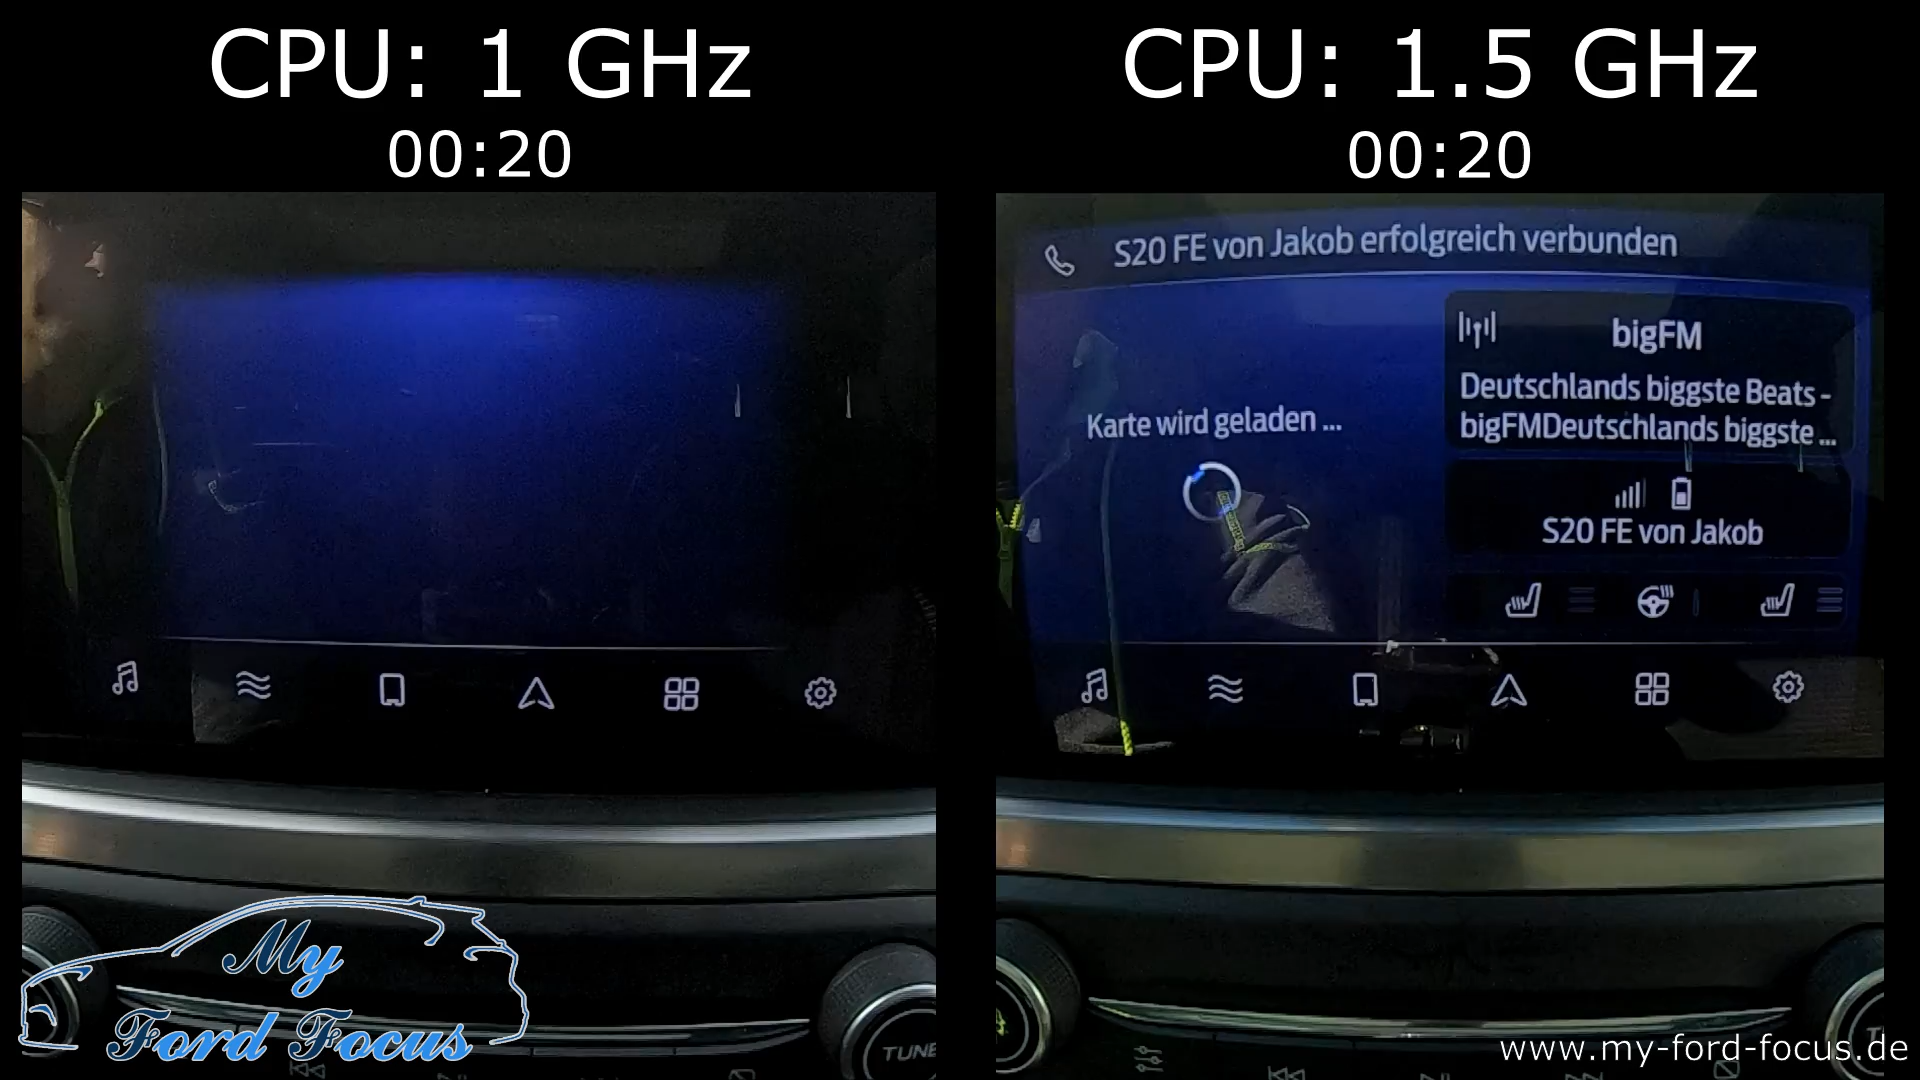 CPU: 1 GHz
00:20
CPU: 1.5 GHz
00:20
S20 FE von Jakob erfolgreich verbunden
bigFM
Deutschlands biggste Beats -
bigFMDeutschlands biggste ...
Karte wird geladen ...
S20 FE von Jakob
My
Ford Focus
TUNE
www.my-ford-focus.de